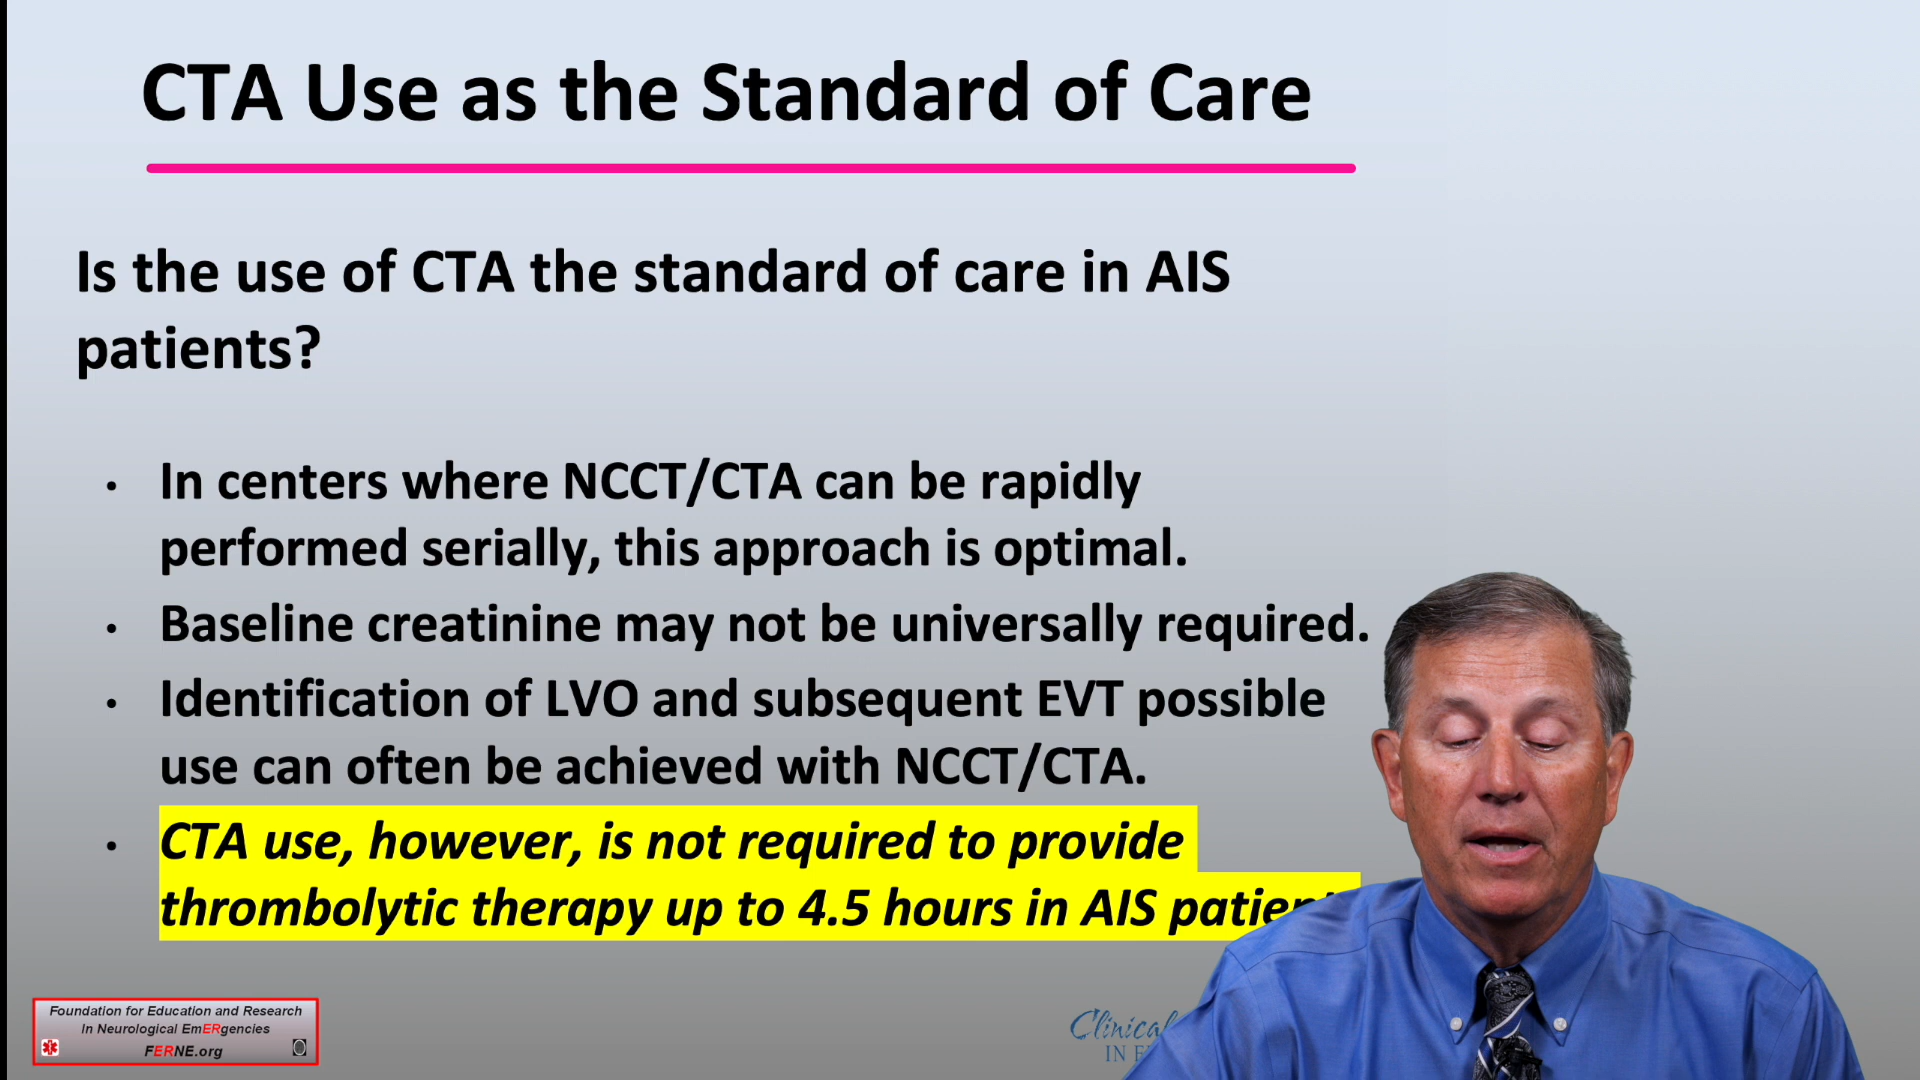 CTA Use as the Standard of Care
Is the use of CTA the standard of care in AIS
patients?
• In centers where NCCT/CTA can be rapidly
performed serially, this approach is optimal.
• Baseline creatinine may not be universally required.
• Identification of LVO and subsequent EVT possible
use can often be achieved with NCCT/CTA.
• CTA use, however, is not required to provide
thrombolytic therapy up to 4.5 hours in AIS
Foundation for Education and Research
In Neurological EmERgencies
FERNE.org
Clinical
IN